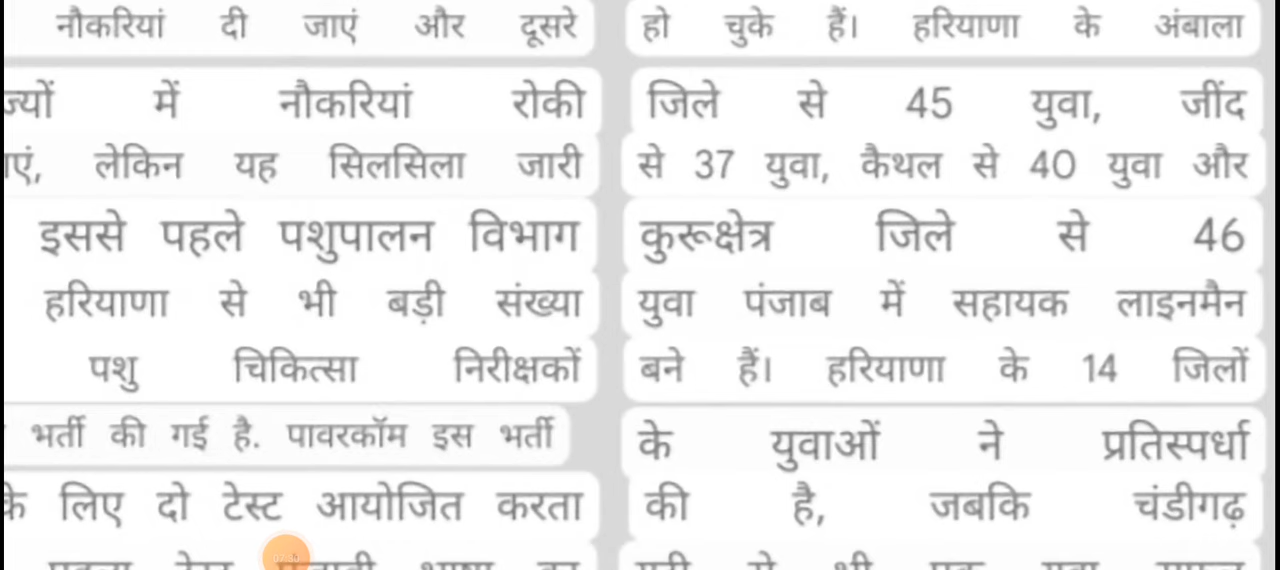 नौकरियां दी जाएं और दूसरे
में नौकरियां रोकी
लेकिन यह सिलसिला जारी
इससे पहले पशुपालन विभाग
हरियाणा से भी बड़ी संख्या
पशु चिकित्सा निरीक्षकों
भर्ती की गई है. पावरकॉम इस भर्ती
के लिए दो टेस्ट आयोजित करता
हो चुके हैं। हरियाणा के अंबाला
जिले से 45 युवा, जींद
से 37 युवा, कैथल से 40 युवा और
कुरूक्षेत्र जिले से 46
युवा पंजाब में सहायक लाइनमैन
बने हैं। हरियाणा के 14 जिलों
के युवाओं ने प्रतिस्पर्धा
की है, जबकि चंडीगढ़